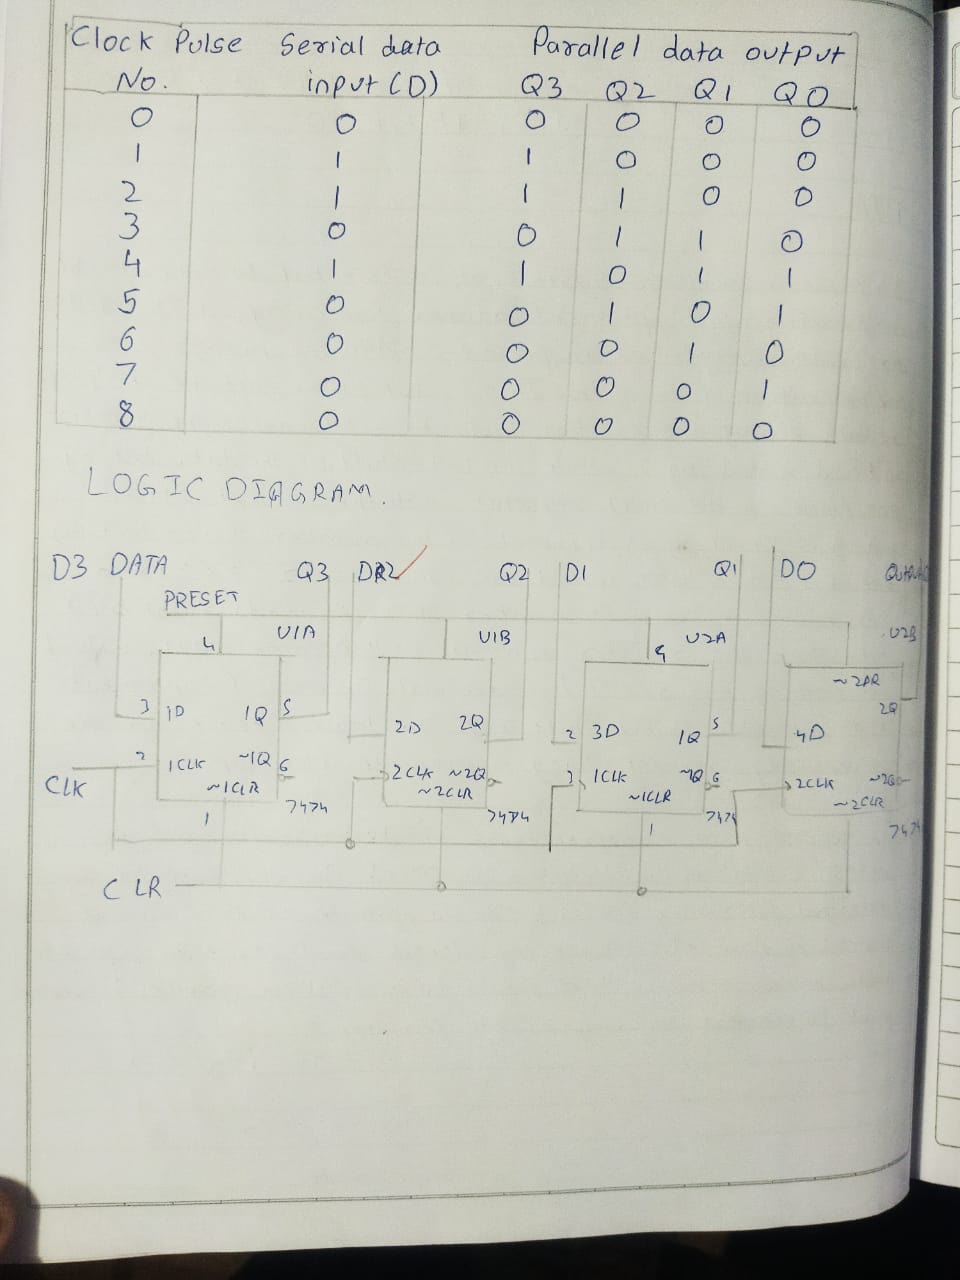 Clock Pulse Serial data Parallel data output
No. input (D) Q3 Q2 Q1 Q0
0 0 0 0 0 0
1 1 1 0 0 0
2 1 1 1 0 0
3 0 0 1 1 0
4 1 1 0 1 1
5 0 0 1 0 1
6 0 0 0 1 0
7 0 0 0 0 1
8 0 0 0 0 0
LOGIC DIAGRAM.
D3 DATA Q3 Q2 D1 Q1 D0
PRESET
4 U1A U1B 4 U2A U2B
~2PR
3 1D 1Q 5 2D 2Q 2 3D 1Q 5 4D 2Q
2 1CLK ~1Q 6 2CLK ~2Q 3 1CLK ~1Q 6 2CLK ~2Q
CLK ~1CLR ~2CLR ~1CLR ~2CLR
1 7474 7474 1 7474 7474
CLR